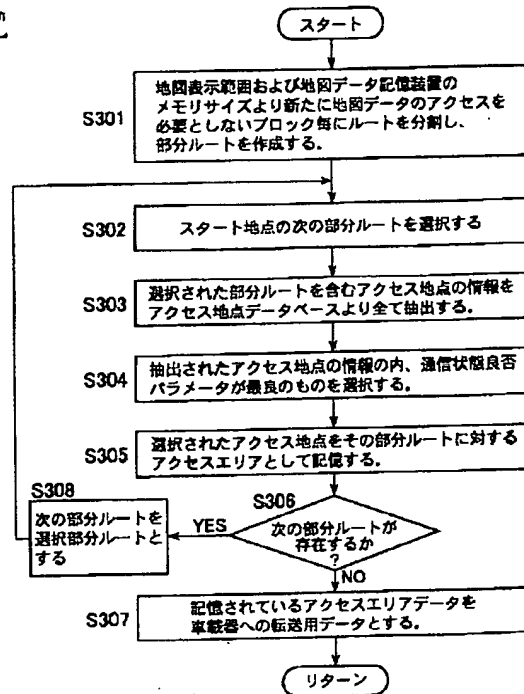 スタート
S301
地図表示範囲および地図データ記憶装置の
メモリサイズより新たに地図データのアクセスを
必要としないブロック毎にルートを分割し、
部分ルートを作成する。
S302
スタート地点の次の部分ルートを選択する
S303
選択された部分ルートを含むアクセス地点の情報を
アクセス地点データベースより全て抽出する。
S304
抽出されたアクセス地点の情報の内、通信状態良否
パラメータが最良のものを選択する。
S305
選択されたアクセス地点をその部分ルートに対する
アクセスエリアとして記憶する。
S306
次の部分ルートが
存在するか
?
YES
S308
次の部分ルートを
選択部分ルートと
する
NO
S307
記憶されているアクセスエリアデータを
車載器への転送用データとする。
リターン